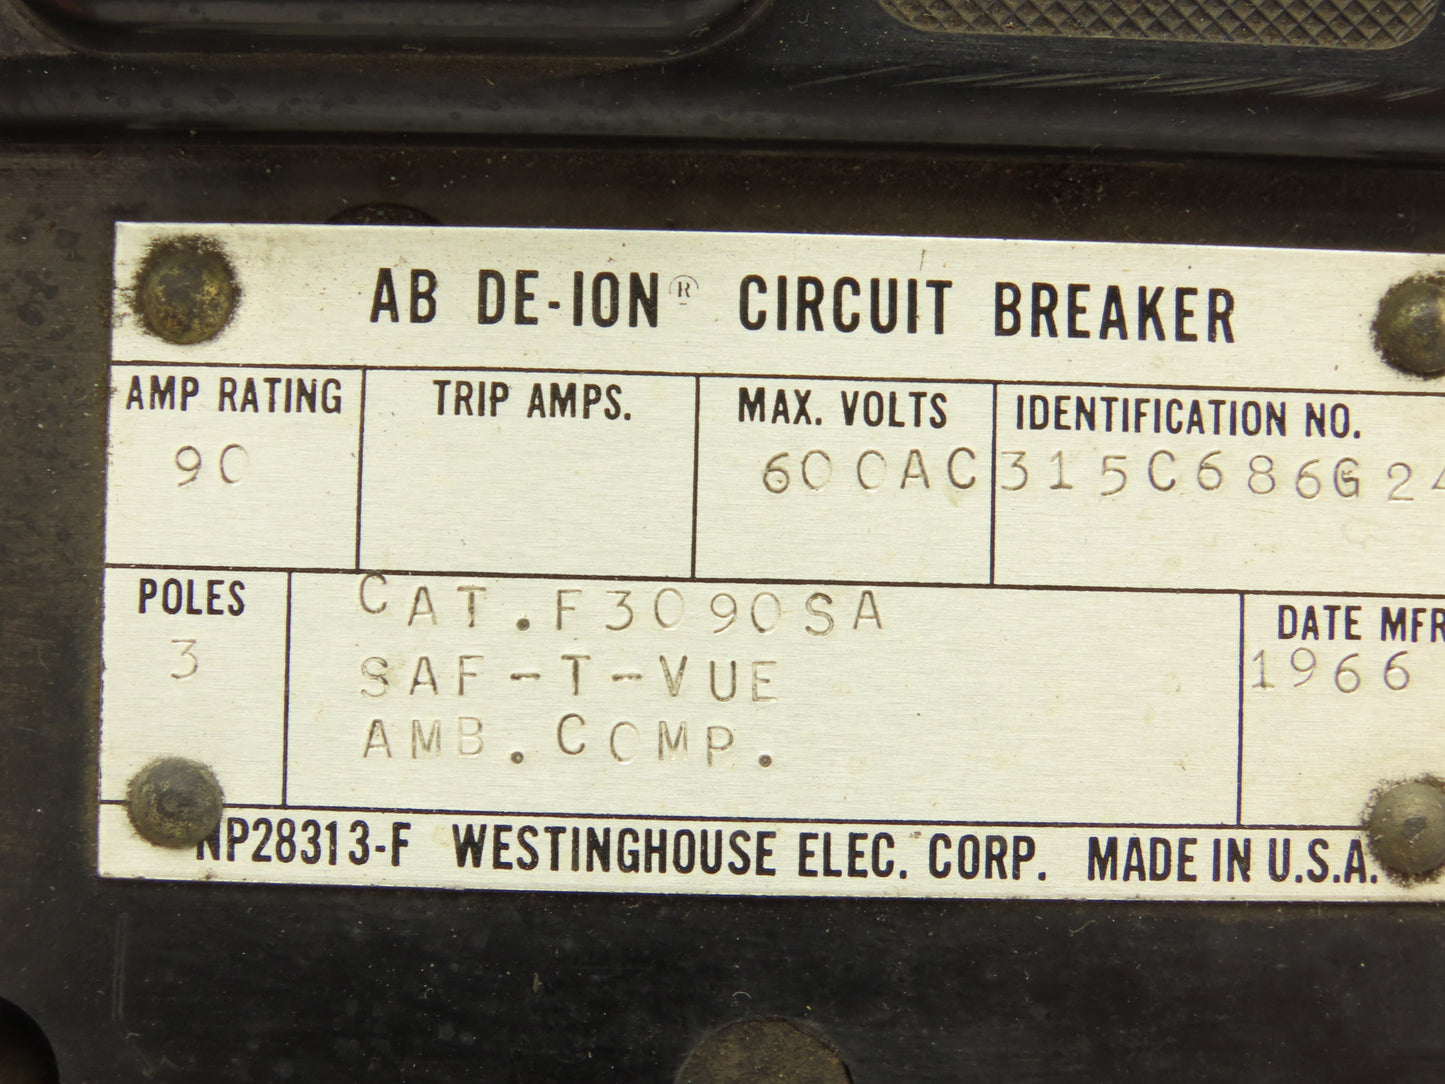 AB DE-ION® CIRCUIT BREAKER
AMP RATING TRIP AMPS. MAX. VOLTS IDENTIFICATION NO.
90 600AC 315C686G24
POLES CAT.F3090SA DATE MFR
3 SAF-T-VUE 1966
AMB.COMP.
NP28313-F WESTINGHOUSE ELEC. CORP. MADE IN U.S.A.